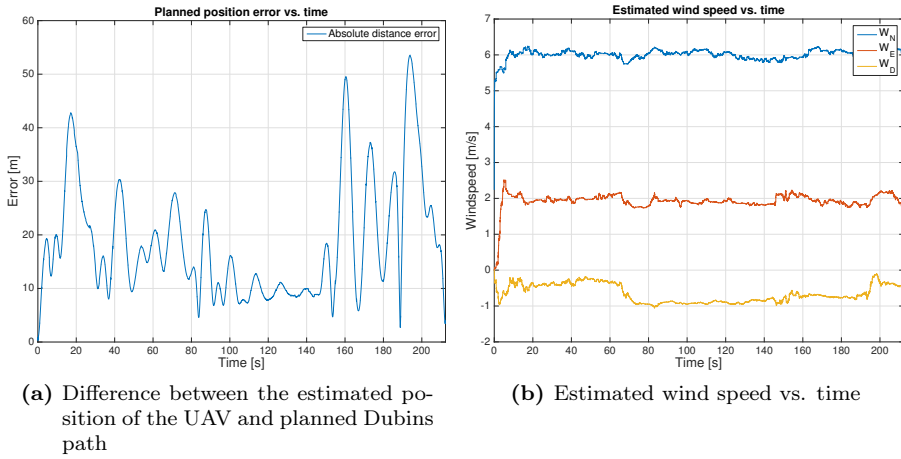 Planned position error vs. time
Absolute distance error
60
50
40
30
20
10
0
Error [m]
0 20 40 60 80 100 120 140 160 180 200
Time [s]
Estimated wind speed vs. time
W_N
W_E
W_D
7
6
5
4
3
2
1
0
-1
-2
Windspeed [m/s]
0 20 40 60 80 100 120 140 160 180 200
Time [s]
(a) Difference between the estimated po-
sition of the UAV and planned Dubins
path
(b) Estimated wind speed vs. time